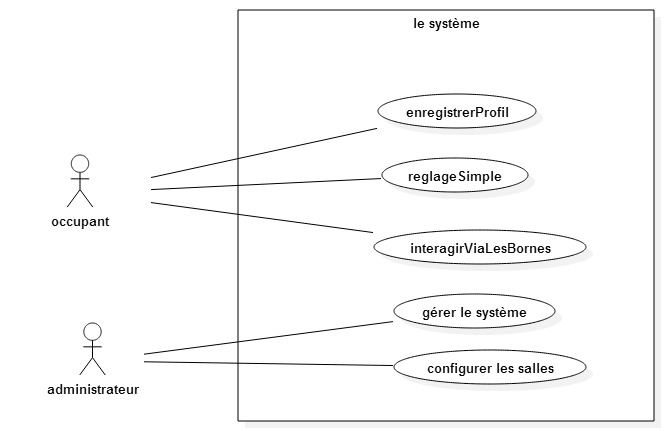 le système
enregistrerProfil
reglageSimple
occupant
interagirViaLesBornes
gérer le système
configurer les salles
administrateur